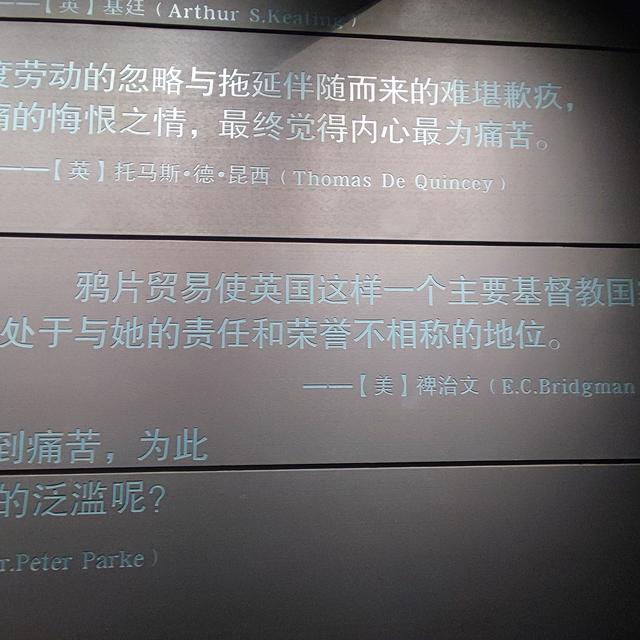 ——【英】基廷（Arthur S.Keating）
度劳动的忽略与拖延伴随而来的难堪歉疚，
痛的悔恨之情，最终觉得内心最为痛苦。
——【英】托马斯·德·昆西（Thomas De Quincey）
鸦片贸易使英国这样一个主要基督教国家
处于与她的责任和荣誉不相称的地位。
——【美】裨治文（E.C.Bridgman
到痛苦，为此
的泛滥呢？
r.Peter Parke）